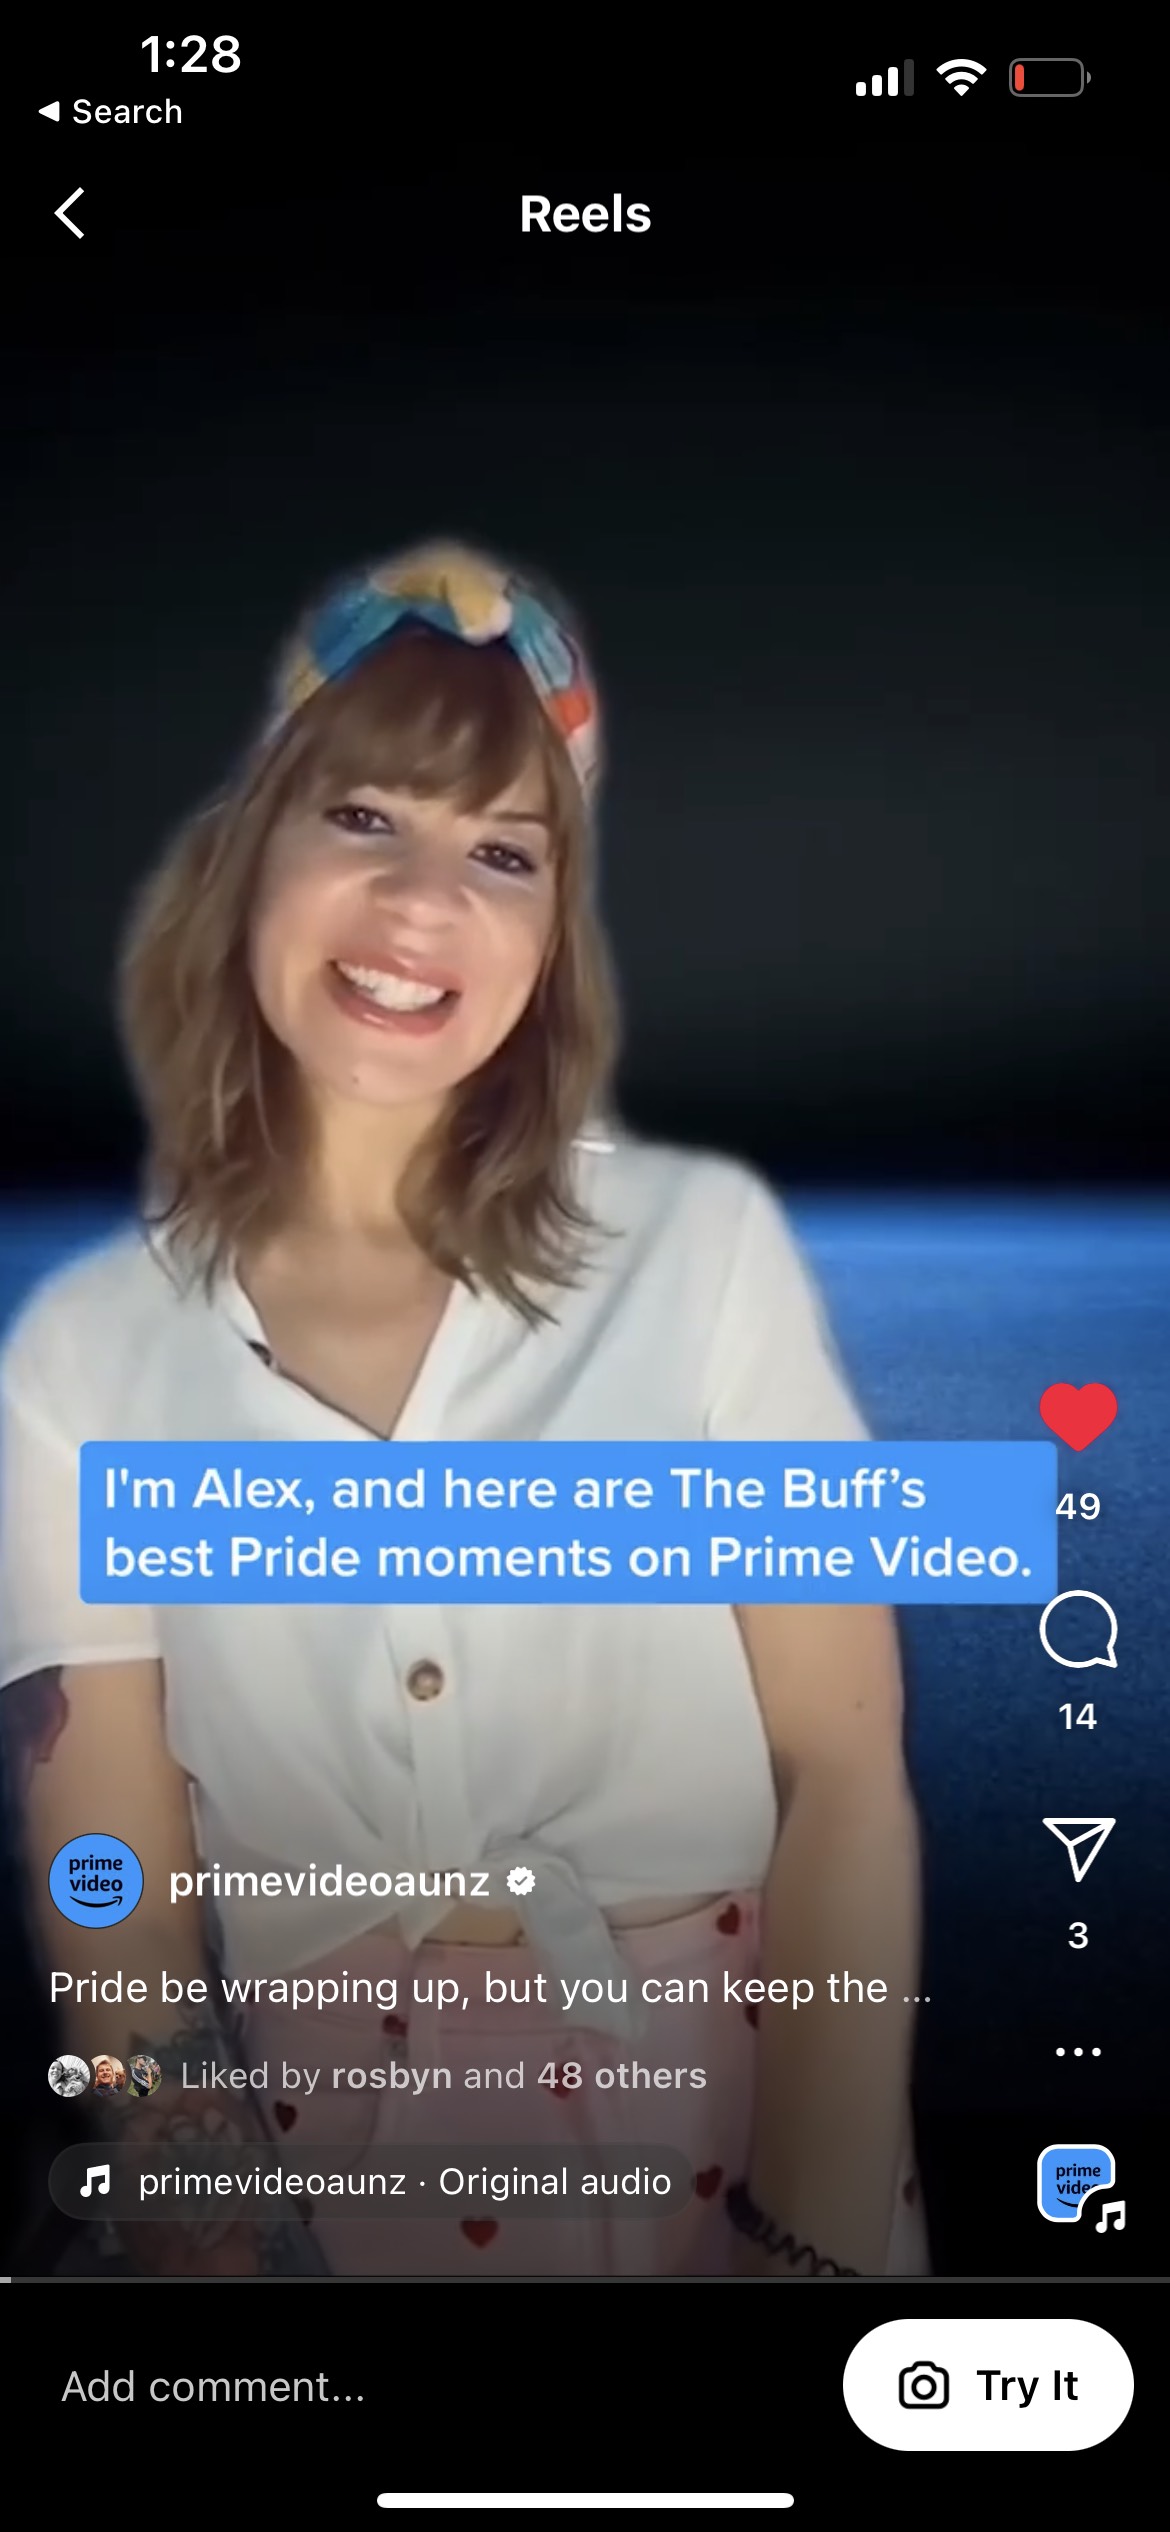 1:28
Search
Reels
I'm Alex, and here are The Buff’s
best Pride moments on Prime Video.
49
14
prime
video
primevideoaunz
3
Pride be wrapping up, but you can keep the ...
Liked by rosbyn and 48 others
primevideoaunz · Original audio
prime
Add comment...
Try It